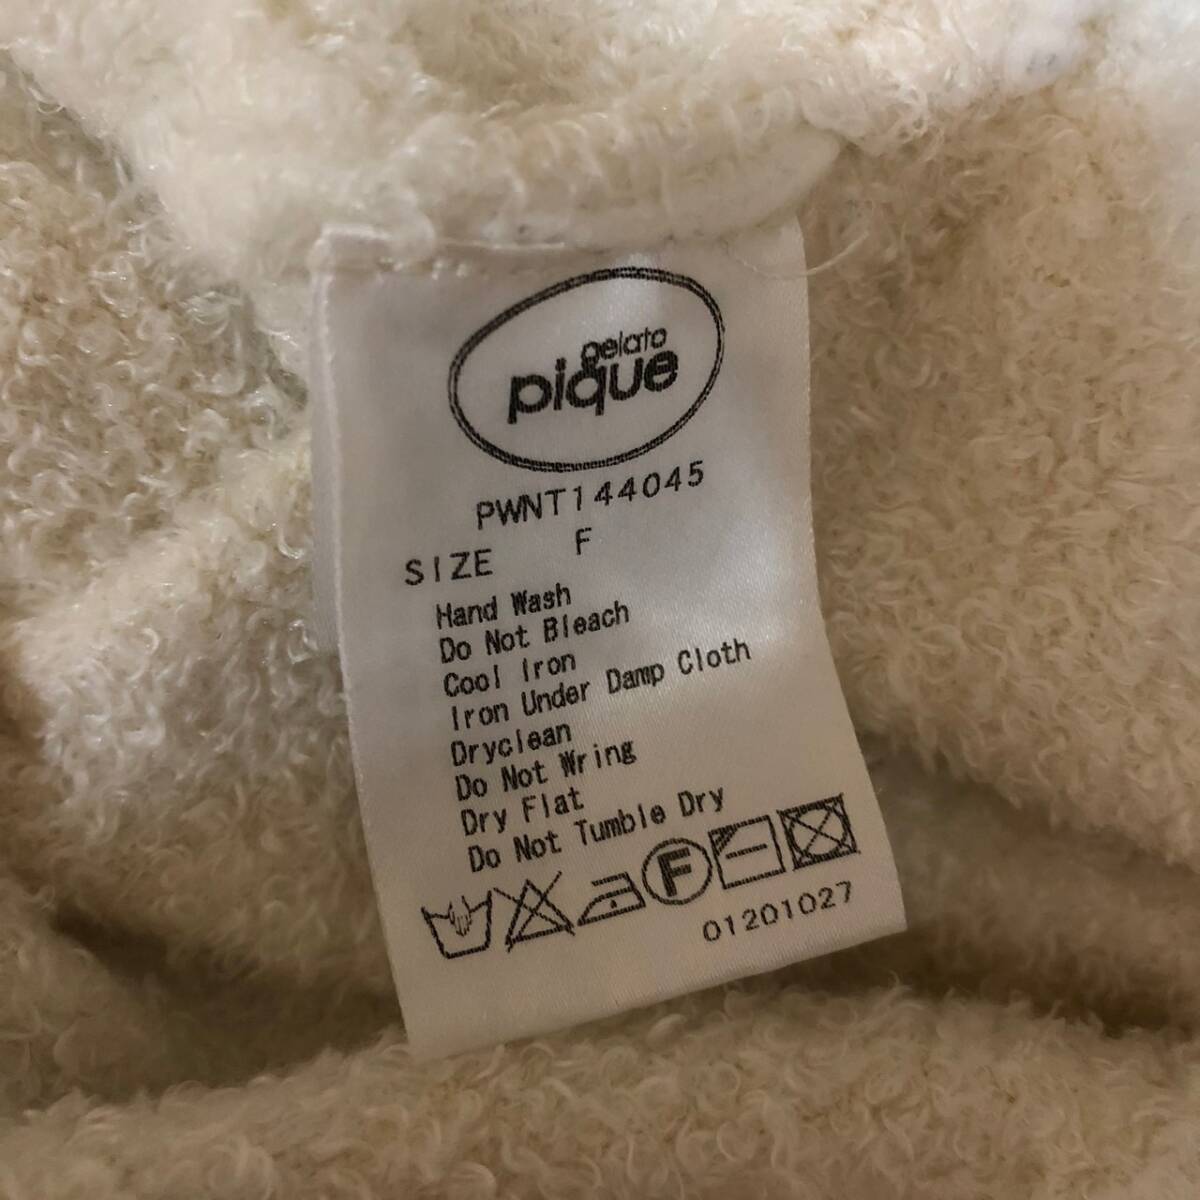 gelato
pique
PWNT144045
SIZE F
Hand Wash
Do Not Bleach
Cool Iron
Iron Under Damp Cloth
Dryclean
Do Not Wring
Dry Flat
Do Not Tumble Dry
F
01201027